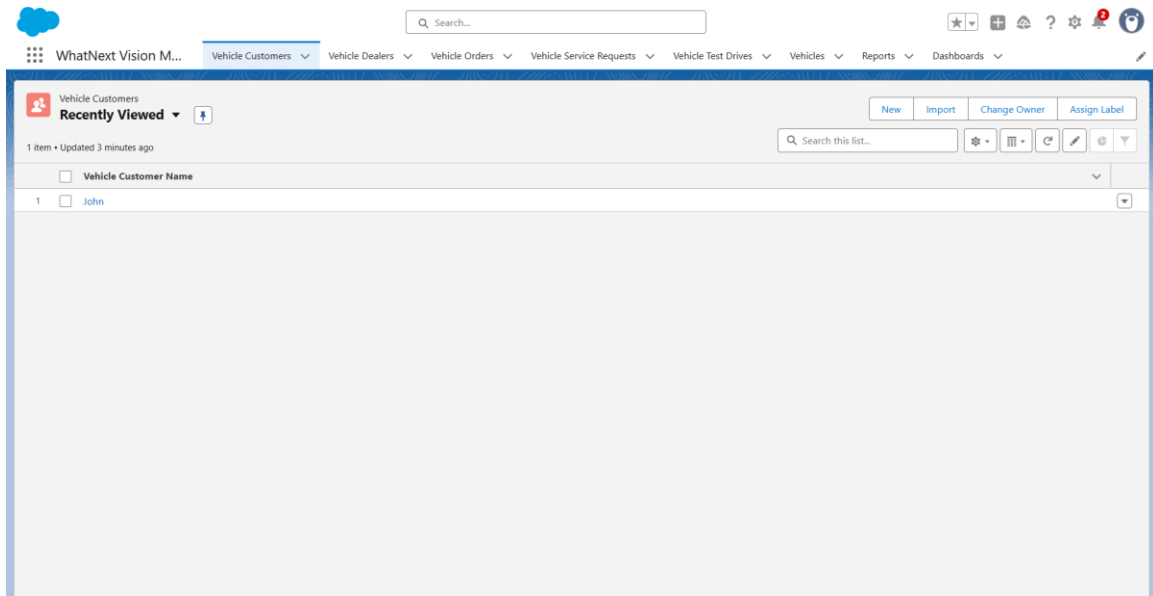 Search...
2
WhatNext Vision M... Vehicle Customers Vehicle Dealers Vehicle Orders Vehicle Service Requests Vehicle Test Drives Vehicles Reports Dashboards
Vehicle Customers
Recently Viewed
New Import Change Owner Assign Label
1 item • Updated 3 minutes ago
Search this list...
Vehicle Customer Name
1 John